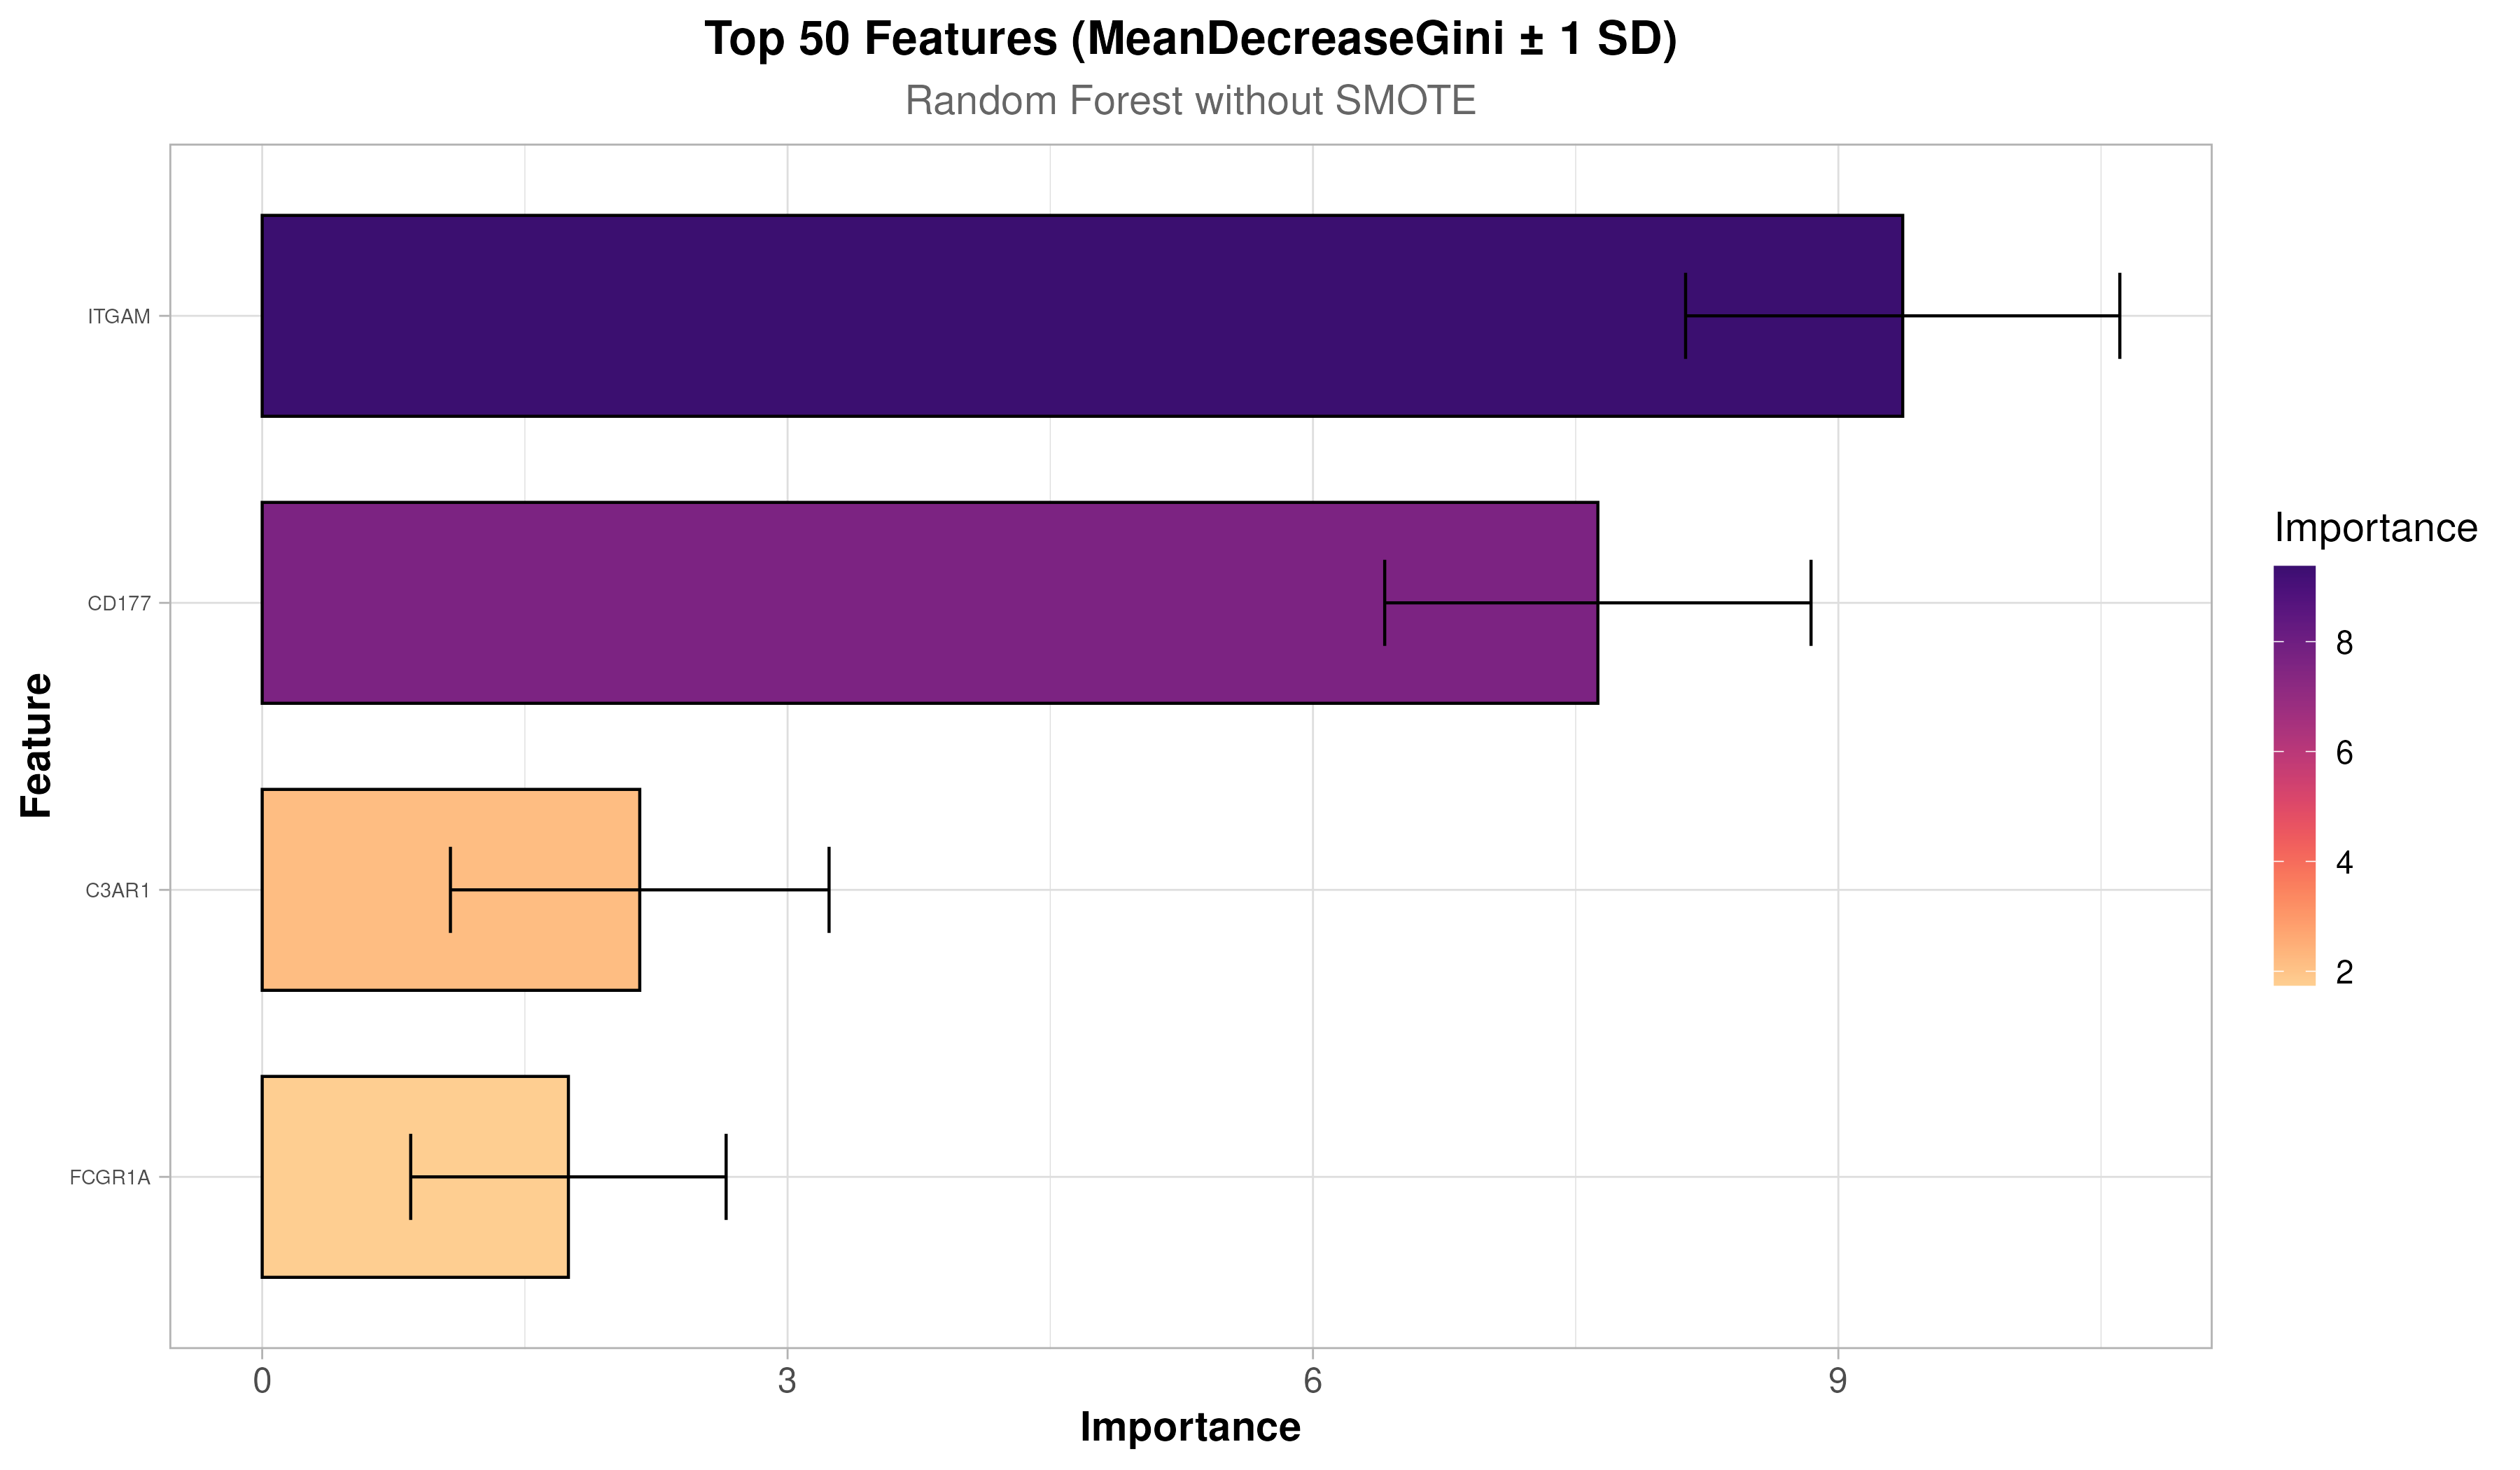 Top 50 Features (MeanDecreaseGini ± 1 SD)
Random Forest without SMOTE
Feature
ITGAM
CD177
C3AR1
FCGR1A
0 3 6 9
Importance
Importance
8
6
4
2